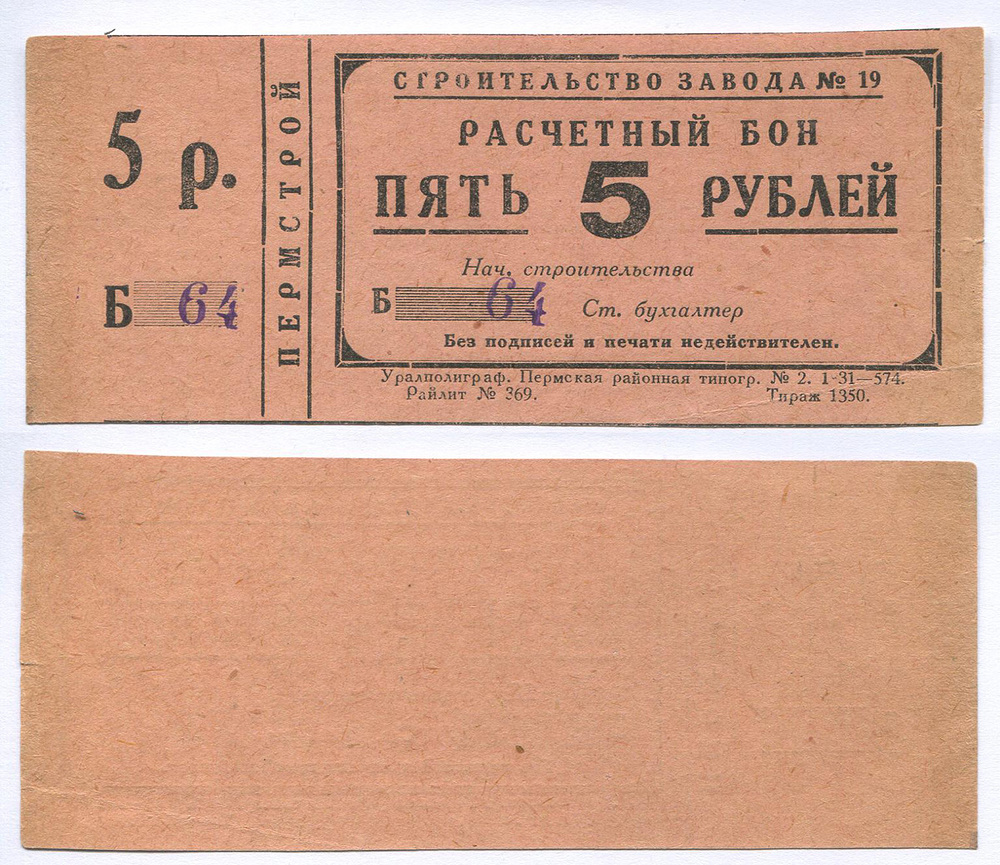 5 р.
Б 64
ПЕРМСТРОЙ
СТРОИТЕЛЬСТВО ЗАВОДА № 19
РАСЧЕТНЫЙ БОН
ПЯТЬ 5 РУБЛЕЙ
Нач. строительства
Б 64 Ст. бухгалтер
Без подписей и печати недействителен.
Уралполиграф. Пермская районная типогр. № 2. 1-31—574.
Райлит № 369. Тираж 1350.